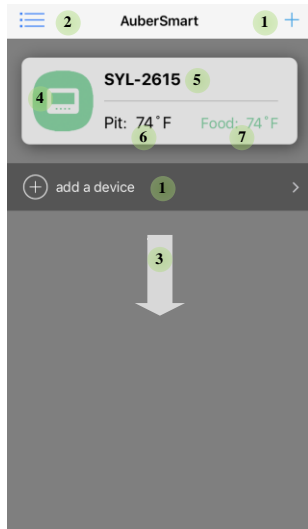 2 AuberSmart 1 +
SYL-2615 5
4
Pit: 74°F Food: 74°F
6 7
add a device 1
3